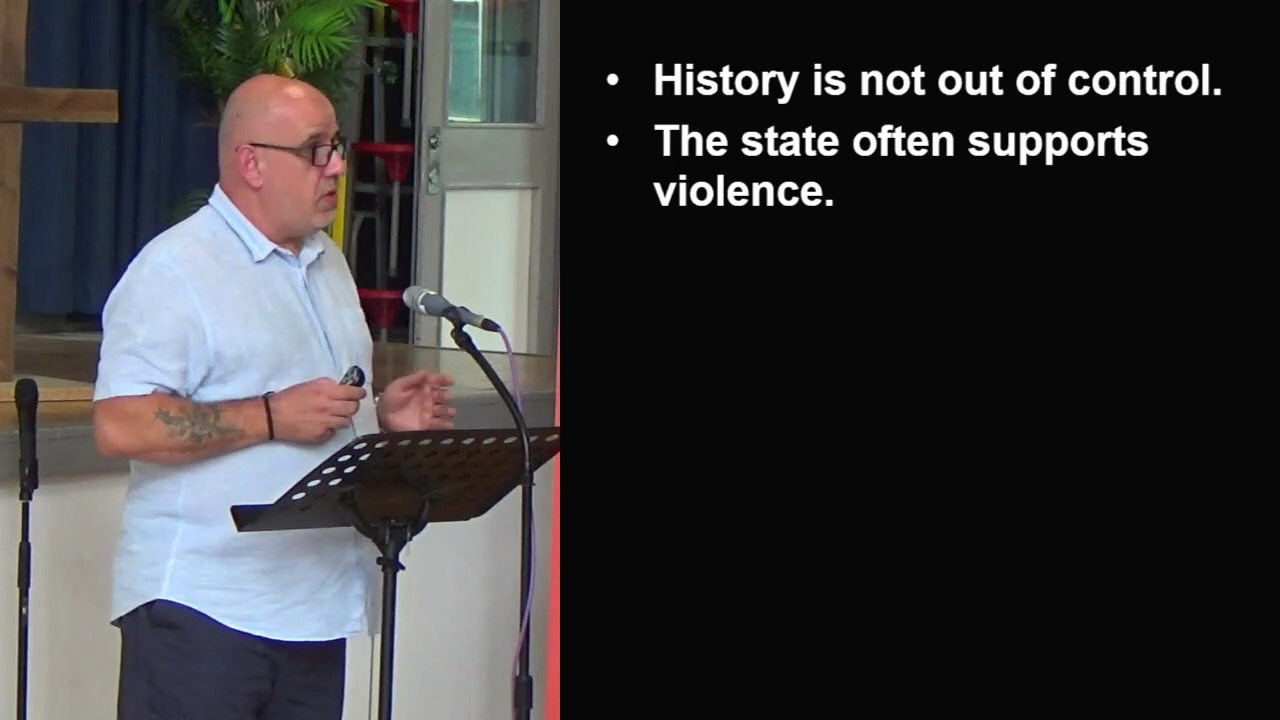 • History is not out of control.
• The state often supports
violence.